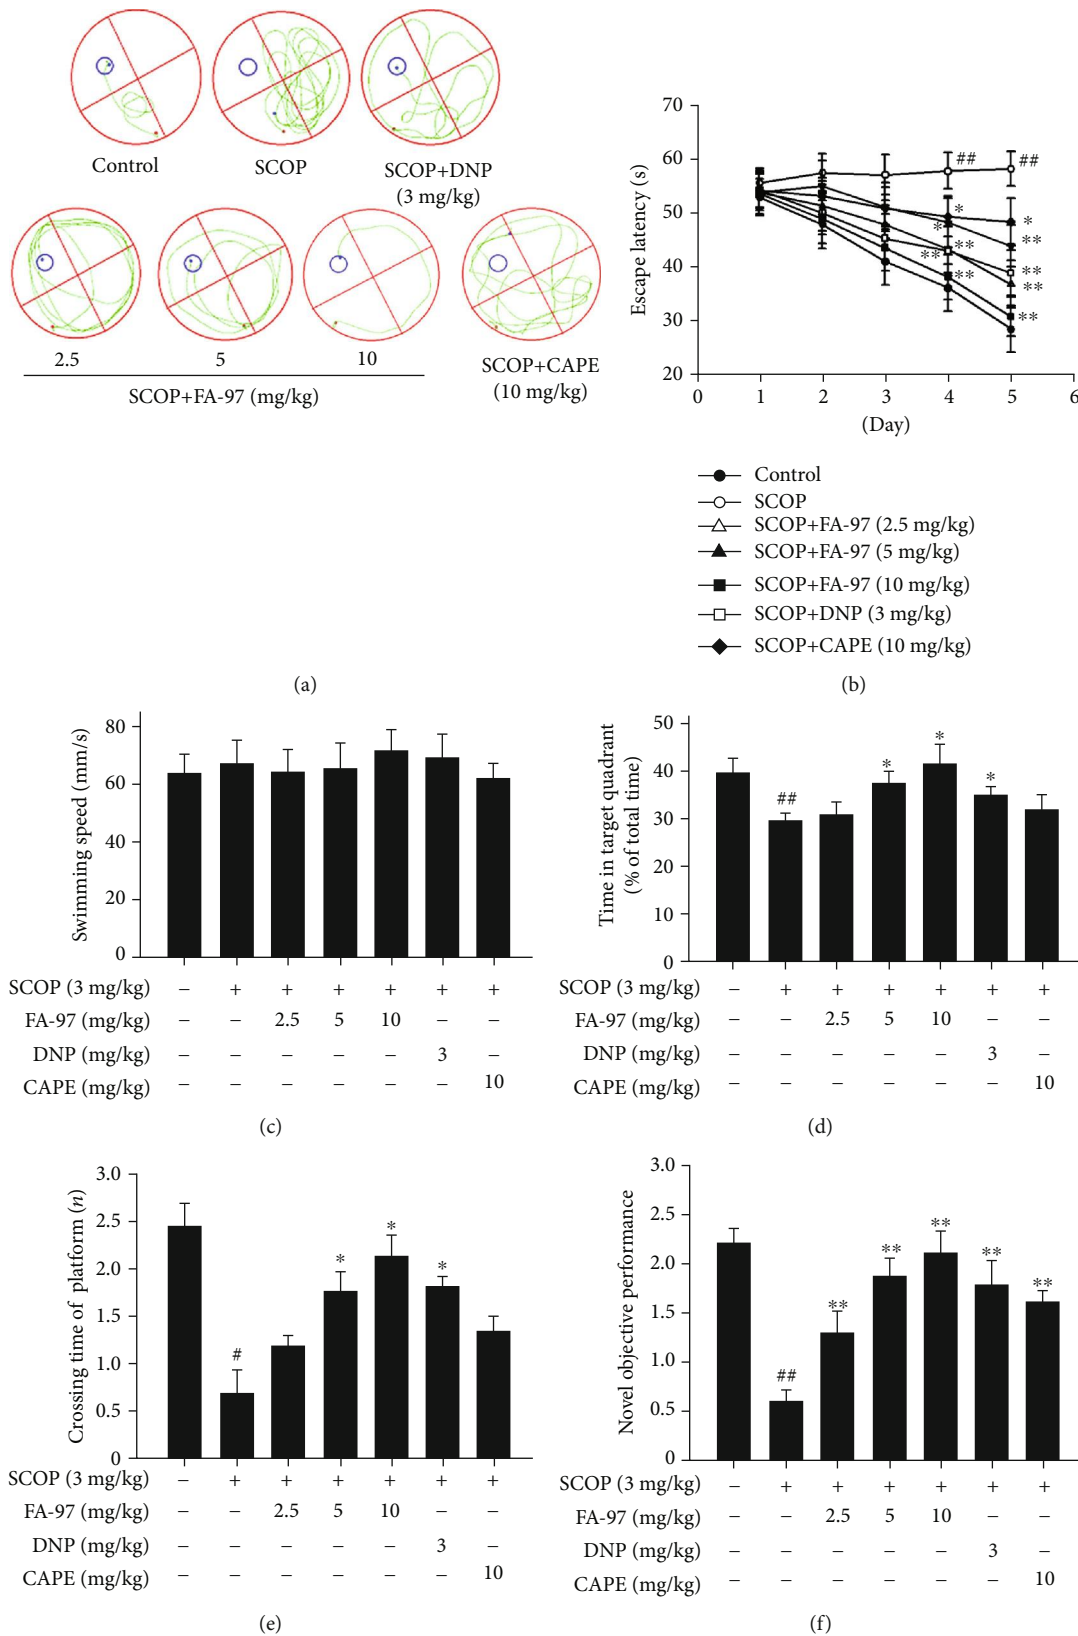 Control
SCOP
SCOP+DNP
(3 mg/kg)
2.5
5
10
SCOP+FA-97 (mg/kg)
SCOP+CAPE
(10 mg/kg)
(a)
Escape latency (s)
70
60
50
40
30
20
##
##
*
*
*
**
**
**
**
**
**
**
0
1
2
3
4
5
6
(Day)
Control
SCOP
SCOP+FA-97 (2.5 mg/kg)
SCOP+FA-97 (5 mg/kg)
SCOP+FA-97 (10 mg/kg)
SCOP+DNP (3 mg/kg)
SCOP+CAPE (10 mg/kg)
(b)
Swimming speed (mm/s)
80
60
40
20
0
SCOP (3 mg/kg) – + + + + + +
FA-97 (mg/kg) – – 2.5 5 10 – –
DNP (mg/kg) – – – – – 3 –
CAPE (mg/kg) – – – – – – 10
(c)
Time in target quadrant
(% of total time)
50
40
30
20
10
0
##
*
*
*
SCOP (3 mg/kg) – + + + + + +
FA-97 (mg/kg) – – 2.5 5 10 – –
DNP (mg/kg) – – – – – 3 –
CAPE (mg/kg) – – – – – – 10
(d)
Crossing time of platform (n)
3.0
2.5
2.0
1.5
1.0
0.5
0
#
*
*
*
SCOP (3 mg/kg) – + + + + + +
FA-97 (mg/kg) – – 2.5 5 10 – –
DNP (mg/kg) – – – – – 3 –
CAPE (mg/kg) – – – – – – 10
(e)
Novel objective performance
3.0
2.5
2.0
1.5
1.0
0.5
0
##
**
**
**
**
**
SCOP (3 mg/kg) – + + + + + +
FA-97 (mg/kg) – – 2.5 5 10 – –
DNP (mg/kg) – – – – – 3 –
CAPE (mg/kg) – – – – – – 10
(f)